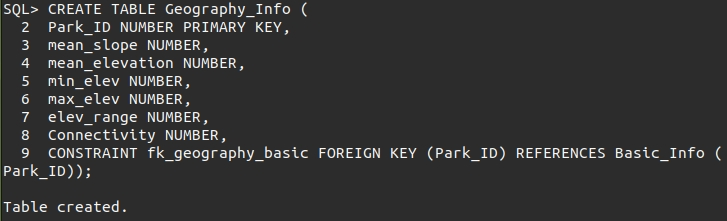 SQL> CREATE TABLE Geography_Info (
2 Park_ID NUMBER PRIMARY KEY,
3 mean_slope NUMBER,
4 mean_elevation NUMBER,
5 min_elev NUMBER,
6 max_elev NUMBER,
7 elev_range NUMBER,
8 Connectivity NUMBER,
9 CONSTRAINT fk_geography_basic FOREIGN KEY (Park_ID) REFERENCES Basic_Info (
Park_ID));
Table created.